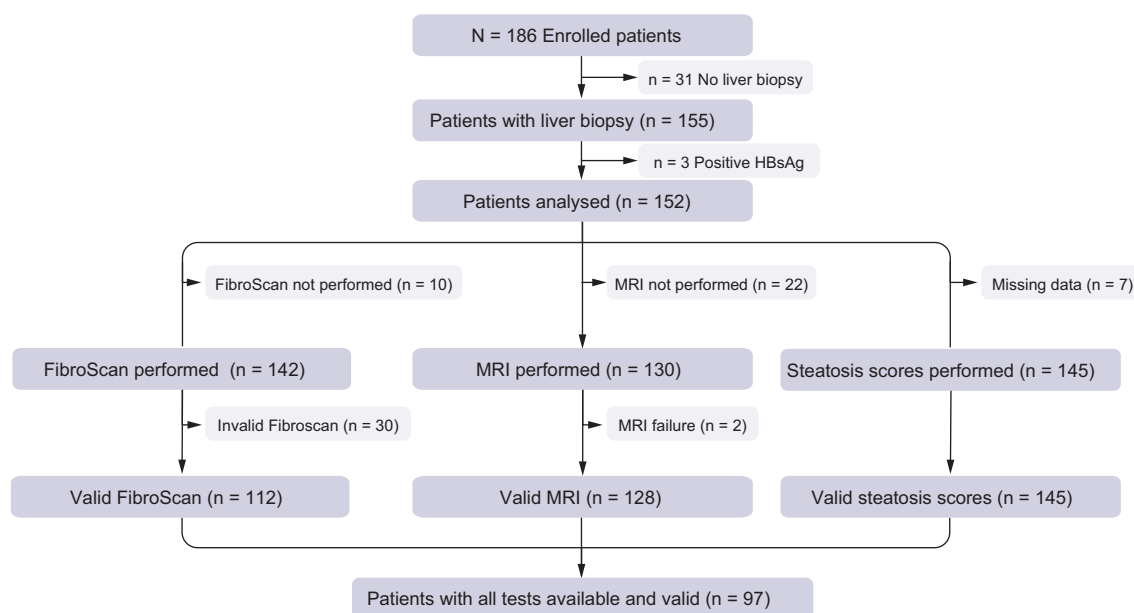 N = 186 Enrolled patients
n = 31 No liver biopsy
Patients with liver biopsy (n = 155)
n = 3 Positive HBsAg
Patients analysed (n = 152)
FibroScan not performed (n = 10)
MRI not performed (n = 22)
Missing data (n = 7)
FibroScan performed (n = 142)
MRI performed (n = 130)
Steatosis scores performed (n = 145)
Invalid Fibroscan (n = 30)
MRI failure (n = 2)
Valid FibroScan (n = 112)
Valid MRI (n = 128)
Valid steatosis scores (n = 145)
Patients with all tests available and valid (n = 97)